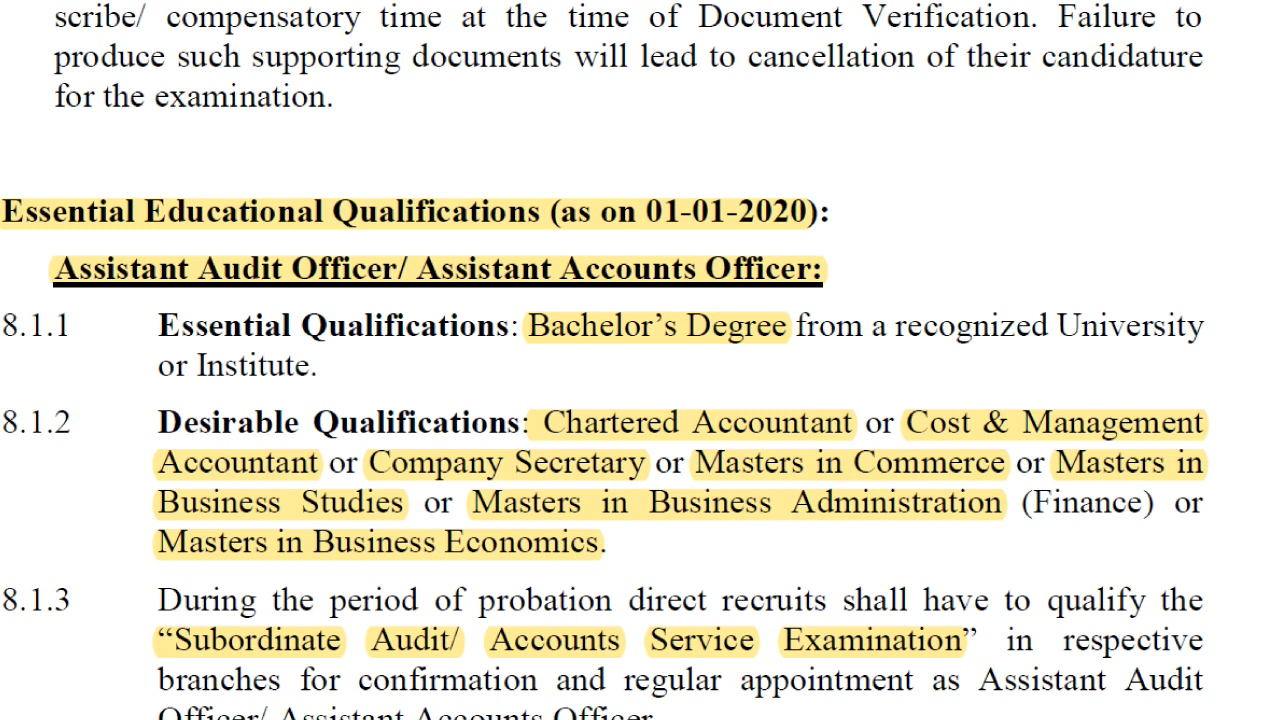 scribe/ compensatory time at the time of Document Verification. Failure to
produce such supporting documents will lead to cancellation of their candidature
for the examination.
Essential Educational Qualifications (as on 01-01-2020):
Assistant Audit Officer/ Assistant Accounts Officer:
8.1.1 Essential Qualifications: Bachelor’s Degree from a recognized University
or Institute.
8.1.2 Desirable Qualifications: Chartered Accountant or Cost & Management
Accountant or Company Secretary or Masters in Commerce or Masters in
Business Studies or Masters in Business Administration (Finance) or
Masters in Business Economics.
8.1.3 During the period of probation direct recruits shall have to qualify the
“Subordinate Audit/ Accounts Service Examination” in respective
branches for confirmation and regular appointment as Assistant Audit
Officer/ Assistant Accounts Officer.